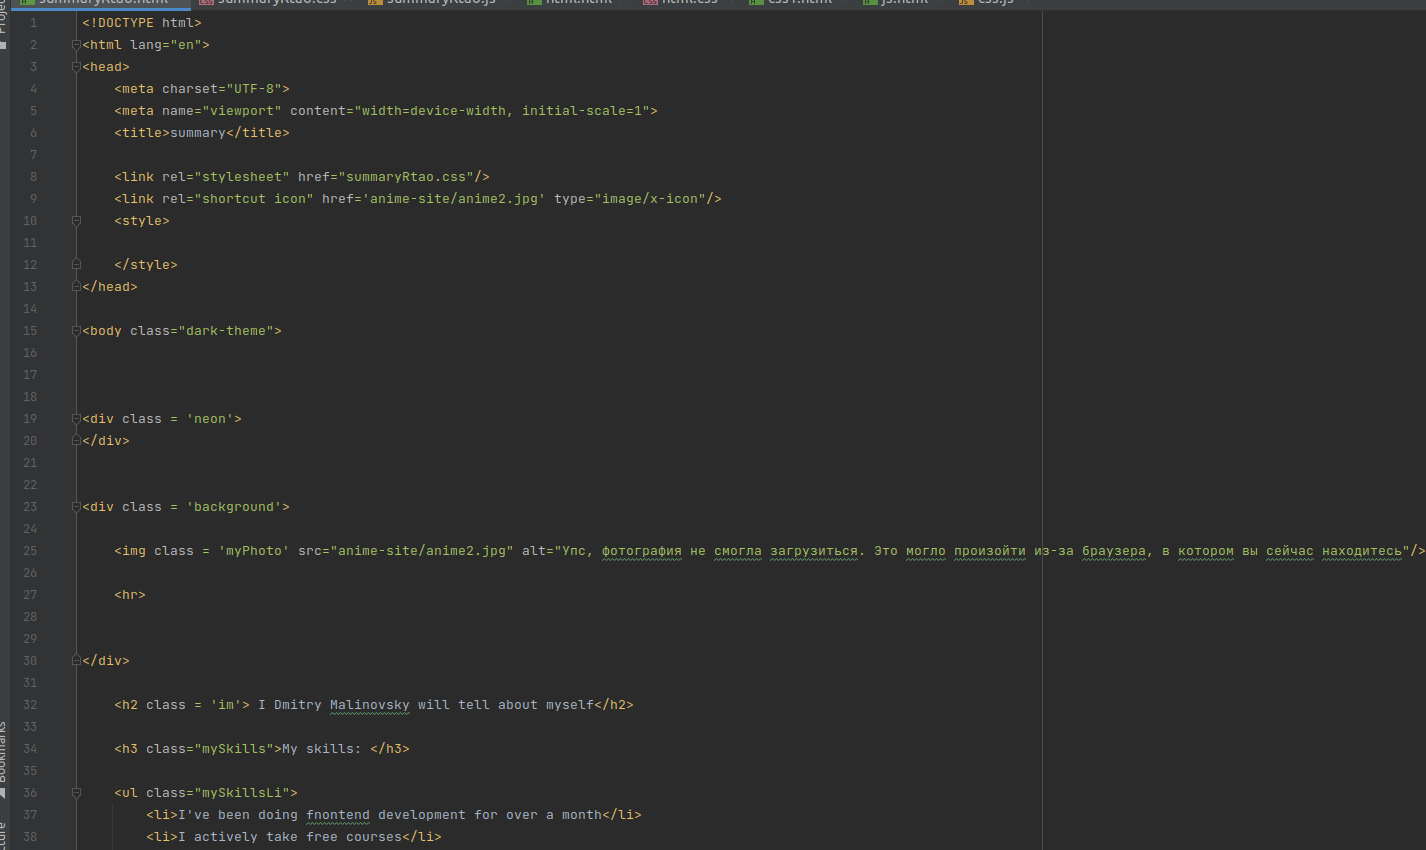 summaryRtao.html summaryRtao.css summaryRtao.js html.html html.css css1.html js.html css.js
1 <!DOCTYPE html>
2 <html lang="en">
3 <head>
4 <meta charset="UTF-8">
5 <meta name="viewport" content="width=device-width, initial-scale=1">
6 <title>summary</title>
7
8 <link rel="stylesheet" href="summaryRtao.css"/>
9 <link rel="shortcut icon" href='anime-site/anime2.jpg' type="image/x-icon"/>
10 <style>
11
12 </style>
13 </head>
14
15 <body class="dark-theme">
16
17
18
19 <div class = 'neon'>
20 </div>
21
22
23 <div class = 'background'>
24
25 <img class = 'myPhoto' src="anime-site/anime2.jpg" alt="Упс, фотография не смогла загрузиться. Это могло произойти из-за браузера, в котором вы сейчас находитесь"/>
26
27 <hr>
28
29
30 </div>
31
32 <h2 class = 'im'> I Dmitry Malinovsky will tell about myself</h2>
33
34 <h3 class="mySkills">My skills: </h3>
35
36 <ul class="mySkillsLi">
37 <li>I've been doing fnontend development for over a month</li>
38 <li>I actively take free courses</li>
Bookmarks